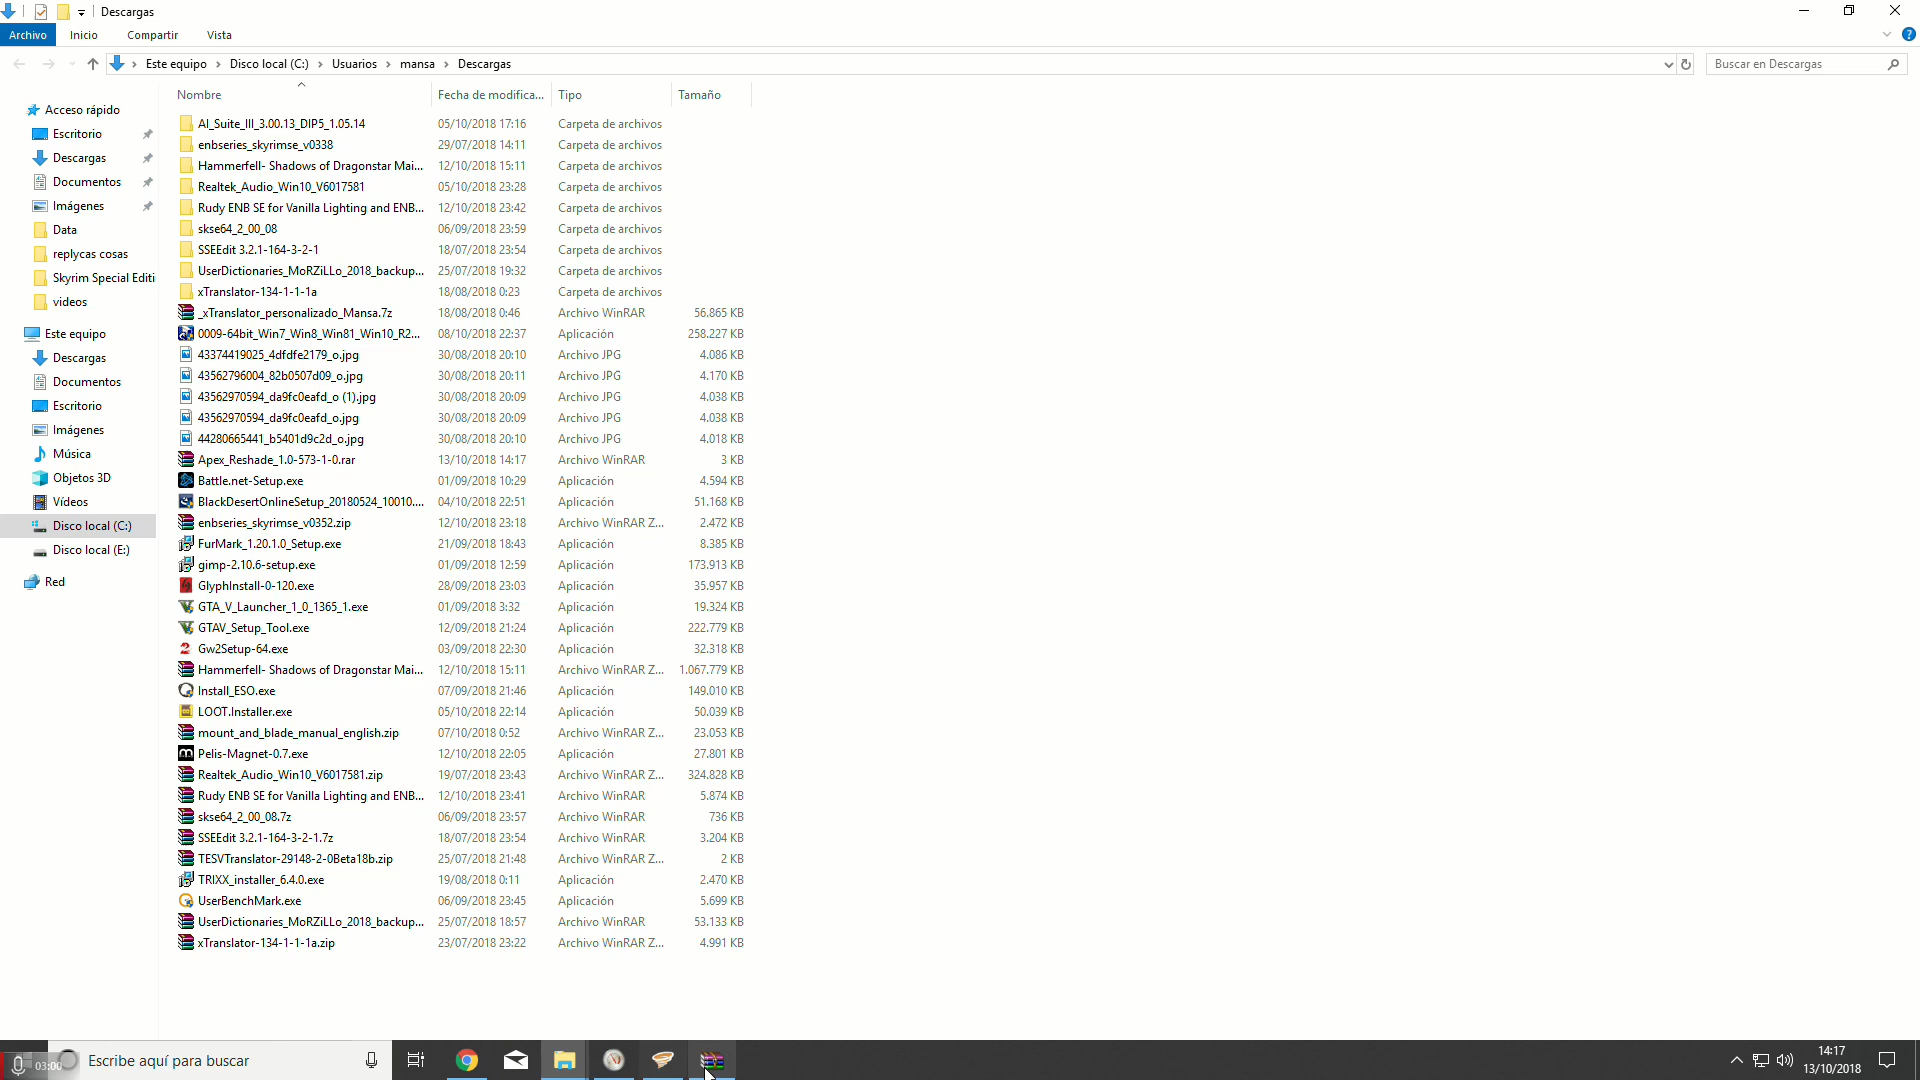 Descargas
Archivo Inicio Compartir Vista
Este equipo Disco local (C:) Usuarios mansa Descargas
Buscar en Descargas
Nombre Fecha de modifica... Tipo Tamaño
Acceso rápido
Escritorio
Descargas
Documentos
Imágenes
Data
replycas cosas
Skyrim Special Editi
videos
Este equipo
Descargas
Documentos
Escritorio
Imágenes
Música
Objetos 3D
Vídeos
Disco local (C:)
Disco local (E:)
Red
AI_Suite_III_3.00.13_DIP5_1.05.14 05/10/2018 17:16 Carpeta de archivos
enbseries_skyrimse_v0338 29/07/2018 14:11 Carpeta de archivos
Hammerfell- Shadows of Dragonstar Mai... 12/10/2018 15:11 Carpeta de archivos
Realtek_Audio_Win10_V6017581 05/10/2018 23:28 Carpeta de archivos
Rudy ENB SE for Vanilla Lighting and ENB... 12/10/2018 23:42 Carpeta de archivos
skse64_2_00_08 06/09/2018 23:59 Carpeta de archivos
SSEEdit 3.2.1-164-3-2-1 18/07/2018 23:54 Carpeta de archivos
UserDictionaries_MoRZiLLo_2018_backup... 25/07/2018 19:32 Carpeta de archivos
xTranslator-134-1-1-1a 18/08/2018 0:23 Carpeta de archivos
_xTranslator_personalizado_Mansa.7z 18/08/2018 0:46 Archivo WinRAR 56.865 KB
0009-64bit_Win7_Win8_Win81_Win10_R2... 08/10/2018 22:37 Aplicación 258.227 KB
43374419025_4dfdfe2179_o.jpg 30/08/2018 20:10 Archivo JPG 4.086 KB
43562796004_82b0507d09_o.jpg 30/08/2018 20:11 Archivo JPG 4.170 KB
43562970594_da9fc0eafd_o (1).jpg 30/08/2018 20:09 Archivo JPG 4.038 KB
43562970594_da9fc0eafd_o.jpg 30/08/2018 20:09 Archivo JPG 4.038 KB
44280665441_b5401d9c2d_o.jpg 30/08/2018 20:10 Archivo JPG 4.018 KB
Apex_Reshade_1.0-573-1-0.rar 13/10/2018 14:17 Archivo WinRAR 3 KB
Battle.net-Setup.exe 01/09/2018 10:29 Aplicación 4.594 KB
BlackDesertOnlineSetup_20180524_10010.... 04/10/2018 22:51 Aplicación 51.168 KB
enbseries_skyrimse_v0352.zip 12/10/2018 23:18 Archivo WinRAR Z... 2.472 KB
FurMark_1.20.1.0_Setup.exe 21/09/2018 18:43 Aplicación 8.385 KB
gimp-2.10.6-setup.exe 01/09/2018 12:59 Aplicación 173.913 KB
GlyphInstall-0-120.exe 28/09/2018 23:03 Aplicación 35.957 KB
GTA_V_Launcher_1_0_1365_1.exe 01/09/2018 3:32 Aplicación 19.324 KB
GTAV_Setup_Tool.exe 12/09/2018 21:24 Aplicación 222.779 KB
Gw2Setup-64.exe 03/09/2018 22:30 Aplicación 32.318 KB
Hammerfell- Shadows of Dragonstar Mai... 12/10/2018 15:11 Archivo WinRAR Z... 1.067.779 KB
Install_ESO.exe 07/09/2018 21:46 Aplicación 149.010 KB
LOOT.Installer.exe 05/10/2018 22:14 Aplicación 50.039 KB
mount_and_blade_manual_english.zip 07/10/2018 0:52 Archivo WinRAR Z... 23.053 KB
Pelis-Magnet-0.7.exe 12/10/2018 22:05 Aplicación 27.801 KB
Realtek_Audio_Win10_V6017581.zip 19/07/2018 23:43 Archivo WinRAR Z... 324.828 KB
Rudy ENB SE for Vanilla Lighting and ENB... 12/10/2018 23:41 Archivo WinRAR 5.874 KB
skse64_2_00_08.7z 06/09/2018 23:57 Archivo WinRAR 736 KB
SSEEdit 3.2.1-164-3-2-1.7z 18/07/2018 23:54 Archivo WinRAR 3.204 KB
TESVTranslator-29148-2-0Beta18b.zip 25/07/2018 21:48 Archivo WinRAR Z... 2 KB
TRIXX_installer_6.4.0.exe 19/08/2018 0:11 Aplicación 2.470 KB
UserBenchMark.exe 06/09/2018 23:45 Aplicación 5.699 KB
UserDictionaries_MoRZiLLo_2018_backup... 25/07/2018 18:57 Archivo WinRAR 53.133 KB
xTranslator-134-1-1-1a.zip 23/07/2018 23:22 Archivo WinRAR Z... 4.991 KB
03:00
Escribe aquí para buscar
14:17
13/10/2018